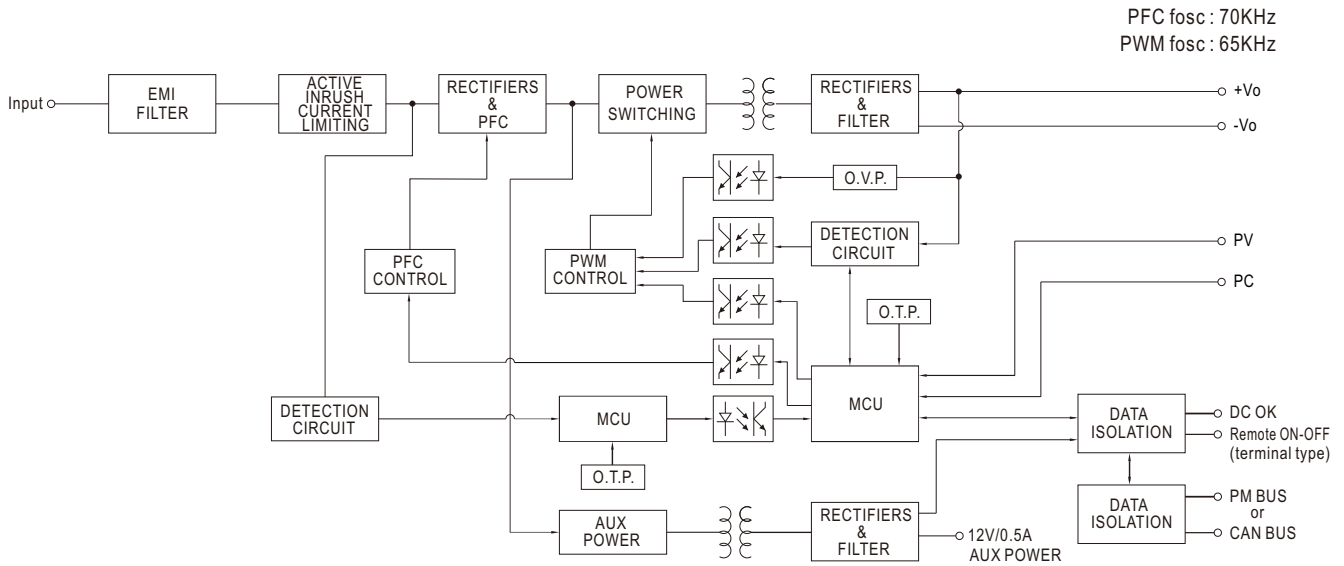 PFC fosc : 70KHz
PWM fosc : 65KHz
Input
EMI
FILTER
ACTIVE
INRUSH
CURRENT
LIMITING
RECTIFIERS
&
PFC
POWER
SWITCHING
RECTIFIERS
&
FILTER
+Vo
-Vo
O.V.P.
PFC
CONTROL
PWM
CONTROL
DETECTION
CIRCUIT
PV
PC
O.T.P.
MCU
DETECTION
CIRCUIT
MCU
O.T.P.
DATA
ISOLATION
DC OK
Remote ON-OFF
(terminal type)
AUX
POWER
RECTIFIERS
&
FILTER
12V/0.5A
AUX POWER
DATA
ISOLATION
PM BUS
or
CAN BUS